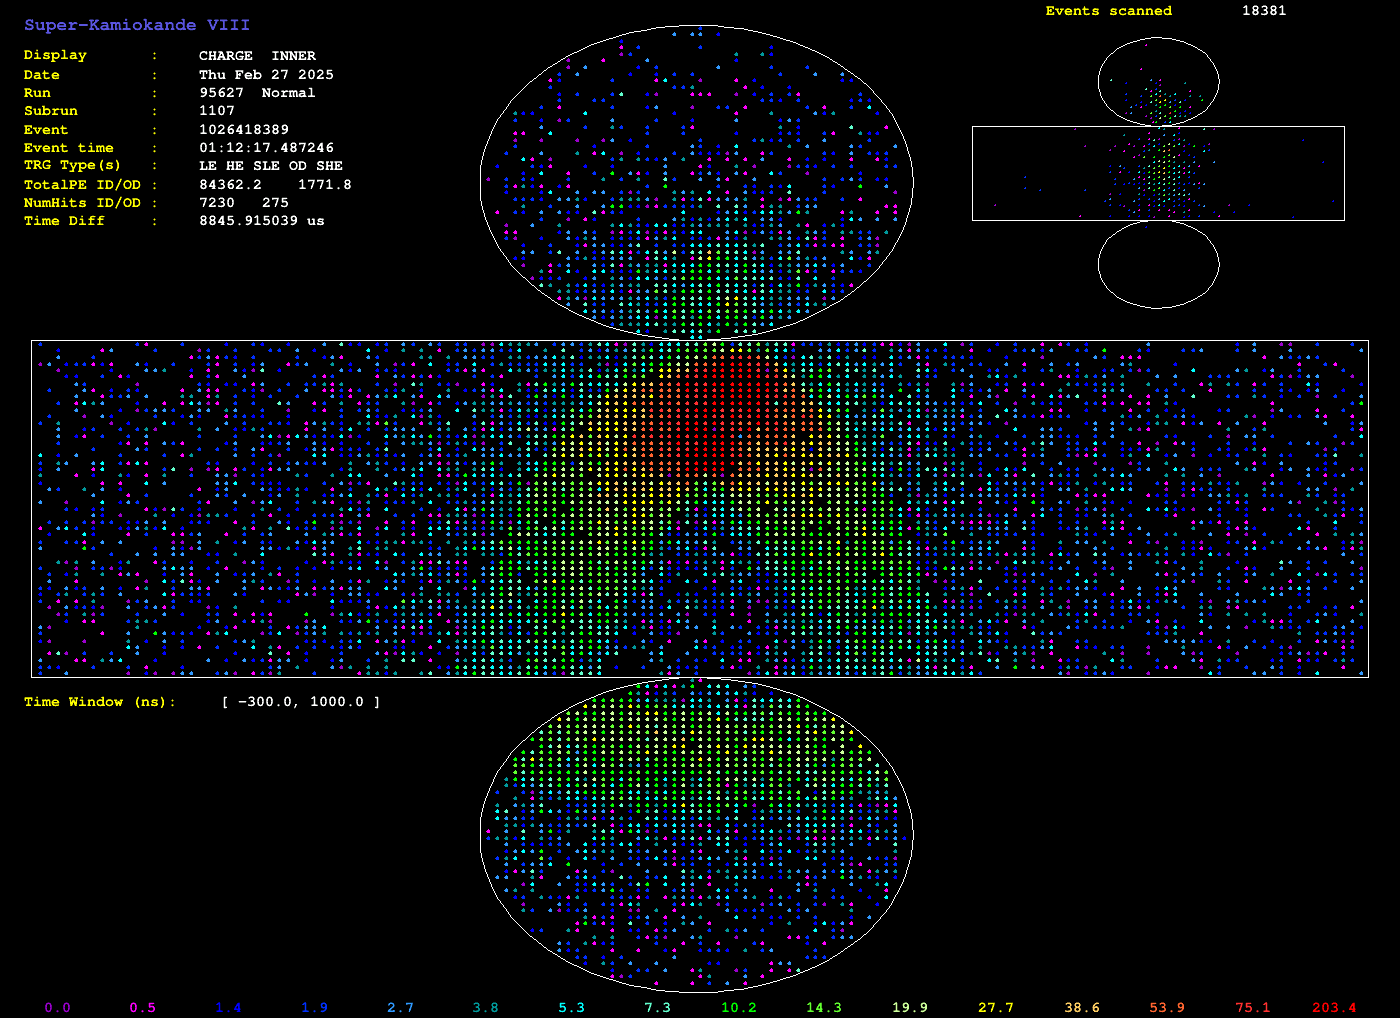 Super-Kamiokande VIII
Display : CHARGE INNER
Date : Thu Feb 27 2025
Run : 95627 Normal
Subrun : 1107
Event : 1026418389
Event time : 01:12:17.487246
TRG Type(s) : LE HE SLE OD SHE
TotalPE ID/OD : 84362.2 1771.8
NumHits ID/OD : 7230 275
Time Diff : 8845.915039 us
Events scanned 18381
Time Window (ns): [ -300.0, 1000.0 ]
0.0 0.5 1.4 1.9 2.7 3.8 5.3 7.3 10.2 14.3 19.9 27.7 38.6 53.9 75.1 203.4